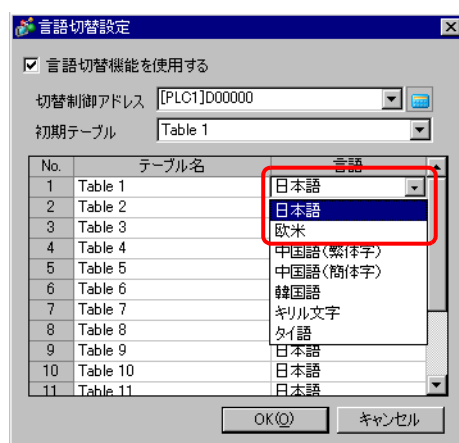 言語切替設定
言語切替機能を使用する
切替制御アドレス [PLC1]D00000
初期テーブル Table 1
No. テーブル名 言語
1 Table 1 日本語
2 Table 2 日本語
3 Table 3 欧米
4 Table 4 中国語(繁体字)
5 Table 5 中国語(簡体字)
6 Table 6 韓国語
7 Table 7 キリル文字
8 Table 8 タイ語
9 Table 9 日本語
10 Table 10 日本語
11 Table 11 日本語
OK(O) キャンセル